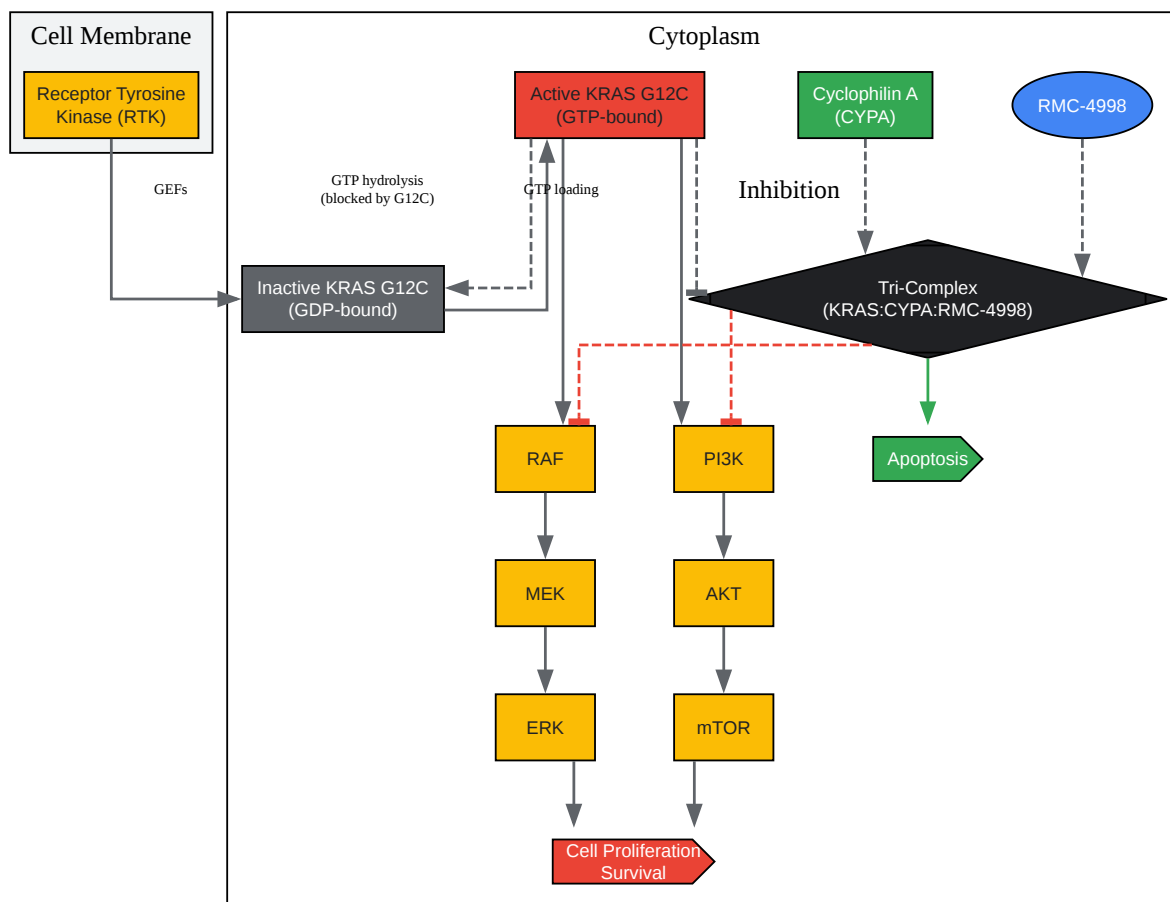 Cell Membrane
Cytoplasm
Receptor Tyrosine
Kinase (RTK)
Active KRAS G12C
(GTP-bound)
Cyclophilin A
(CYPA)
RMC-4998
GEFs
GTP hydrolysis
(blocked by G12C)
GTP loading
Inhibition
Inactive KRAS G12C
(GDP-bound)
Tri-Complex
(KRAS:CYPA:RMC-4998)
RAF
PI3K
Apoptosis
MEK
AKT
ERK
mTOR
Cell Proliferation
Survival